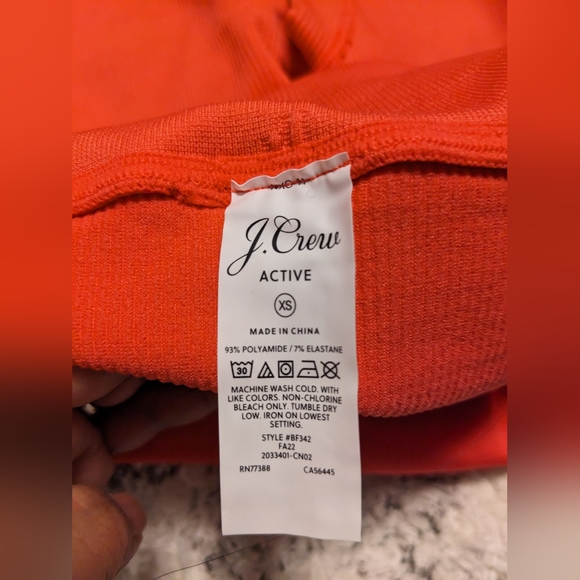 J.Crew
ACTIVE
XS
MADE IN CHINA
93% POLYAMIDE / 7% ELASTANE
30
MACHINE WASH COLD. WITH
LIKE COLORS. NON-CHLORINE
BLEACH ONLY. TUMBLE DRY
LOW. IRON ON LOWEST
SETTING.
STYLE #BF342
FA22
2033401-CN02
RN77388 CA56445